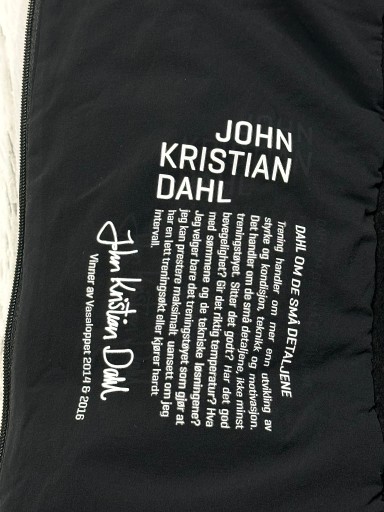 JOHN
KRISTIAN
DAHL
DAHL OM DE SMÅ DETALJENE
Trening handler om mer enn utvikling av
styrke og kondisjon, teknikk og motivasjon.
Det handler om de små detaljene, ikke minst
treningstøyet. Sitter det godt? Har det god
bevegelighet? Gir det riktig temperatur? Hva
med sømmene og de tekniske løsningene?
Jeg velger bare det treningstøyet som gjør at
jeg kan prestere maksimalt, uansett om jeg
har en lett treningsøkt eller kjører hardt
intervall.
John Kristian Dahl
Vinner av Vasaloppet 2014 & 2016